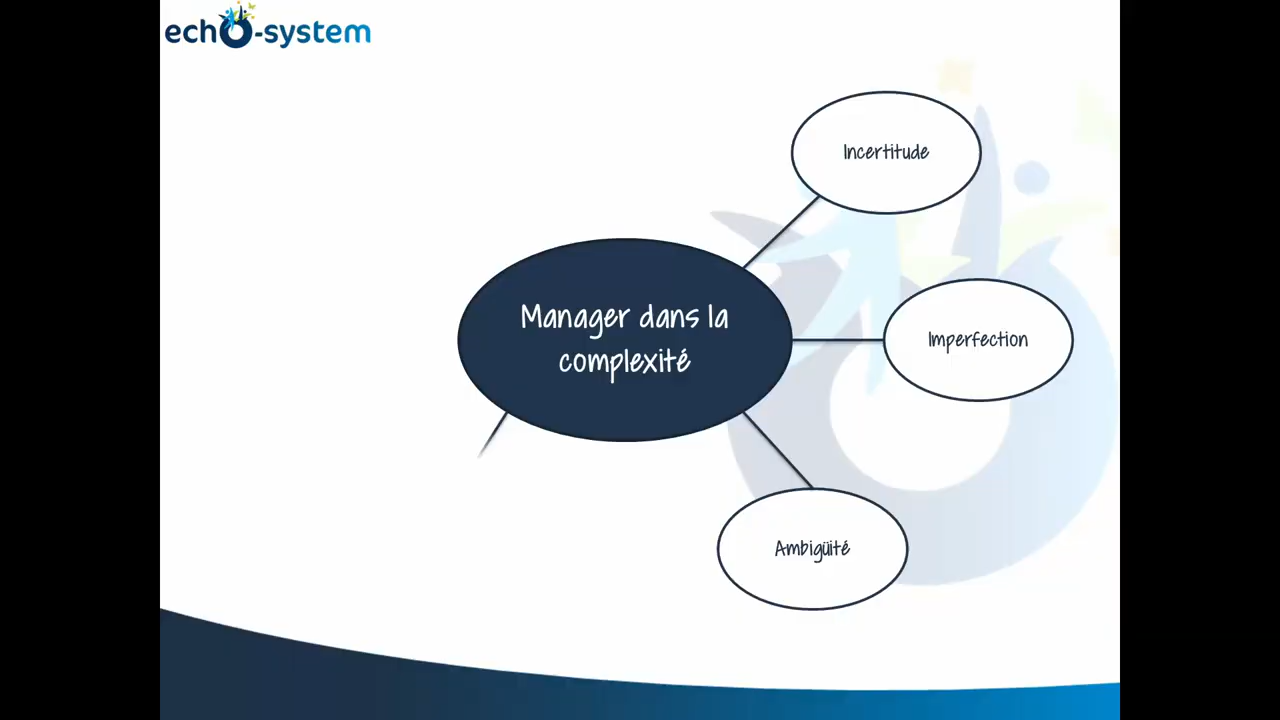 echO-system
Incertitude
Manager dans la
complexité
Imperfection
Ambigüité